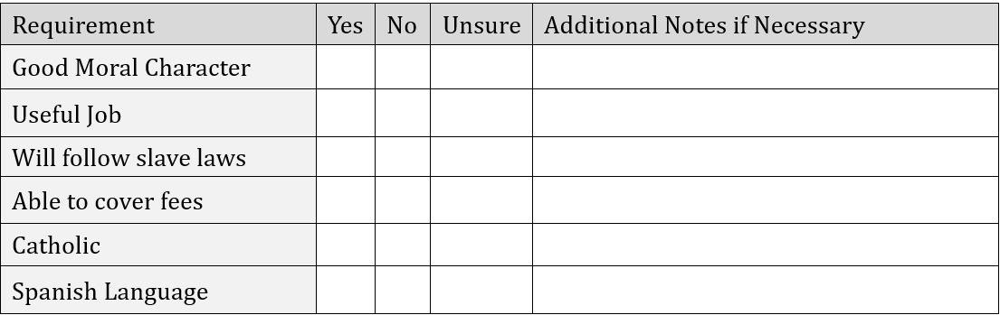 Requirement Yes No Unsure Additional Notes if Necessary
Good Moral Character
Useful Job
Will follow slave laws
Able to cover fees
Catholic
Spanish Language